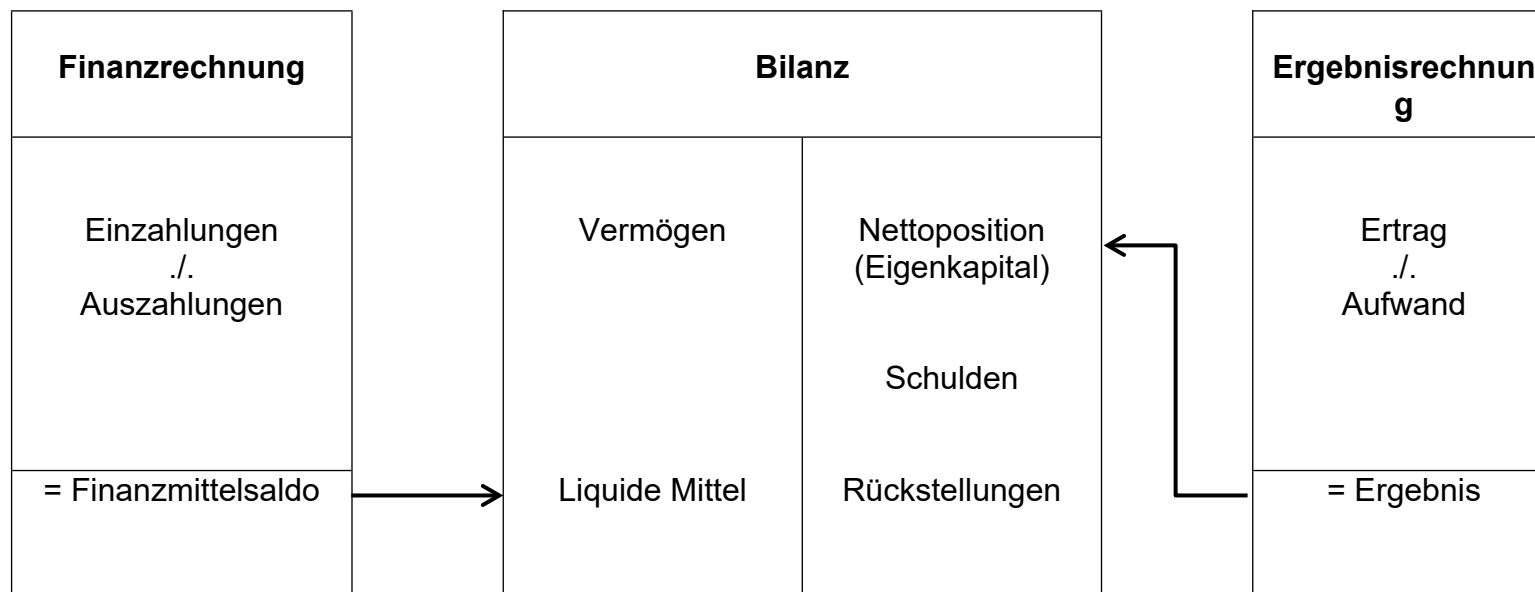 Finanzrechnung
Bilanz
Ergebnisrechnun
g
Einzahlungen
./.
Auszahlungen
Vermögen
Nettoposition
(Eigenkapital)
Ertrag
./.
Aufwand
Schulden
= Finanzmittelsaldo
Liquide Mittel
Rückstellungen
= Ergebnis